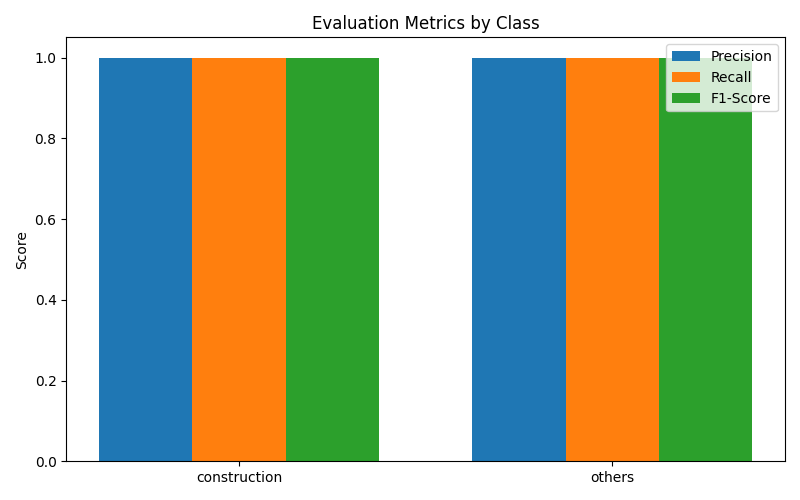 Evaluation Metrics by Class
Precision
Recall
F1-Score
Score
1.0
0.8
0.6
0.4
0.2
0.0
construction
others